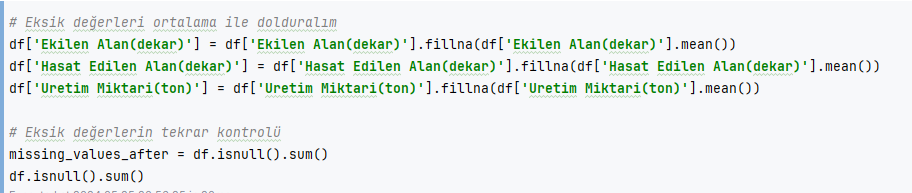 # Eksik değerleri ortalama ile dolduralım
df['Ekilen Alan(dekar)'] = df['Ekilen Alan(dekar)'].fillna(df['Ekilen Alan(dekar)'].mean())
df['Hasat Edilen Alan(dekar)'] = df['Hasat Edilen Alan(dekar)'].fillna(df['Hasat Edilen Alan(dekar)'].mean())
df['Uretim Miktari(ton)'] = df['Uretim Miktari(ton)'].fillna(df['Uretim Miktari(ton)'].mean())
# Eksik değerlerin tekrar kontrolü
missing_values_after = df.isnull().sum()
df.isnull().sum()